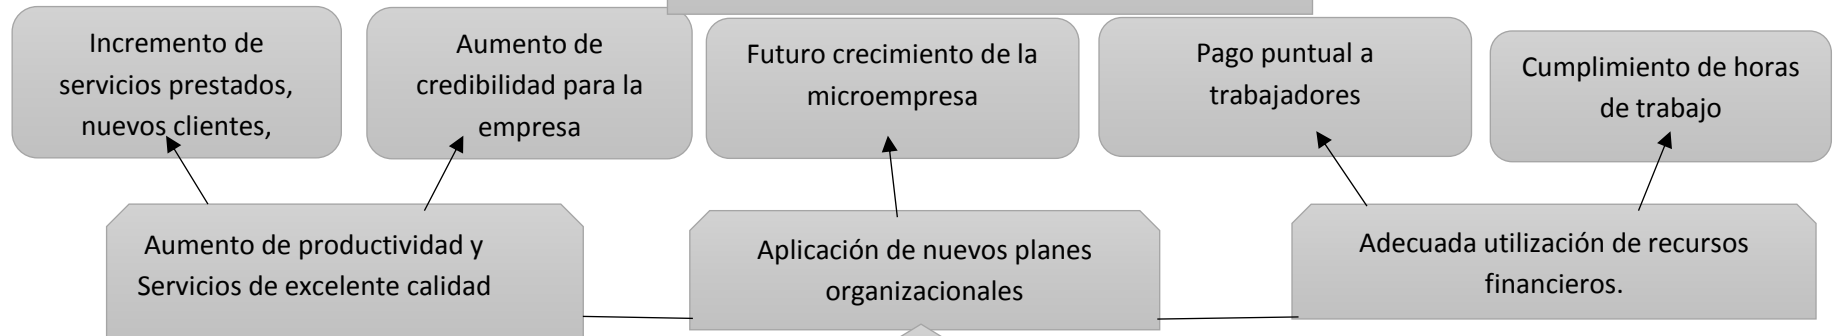 Incremento de
servicios prestados,
nuevos clientes,
Aumento de
credibilidad para la
empresa
Futuro crecimiento de la
microempresa
Pago puntual a
trabajadores
Cumplimiento de horas
de trabajo
Aumento de productividad y
Servicios de excelente calidad
Aplicación de nuevos planes
organizacionales
Adecuada utilización de recursos
financieros.